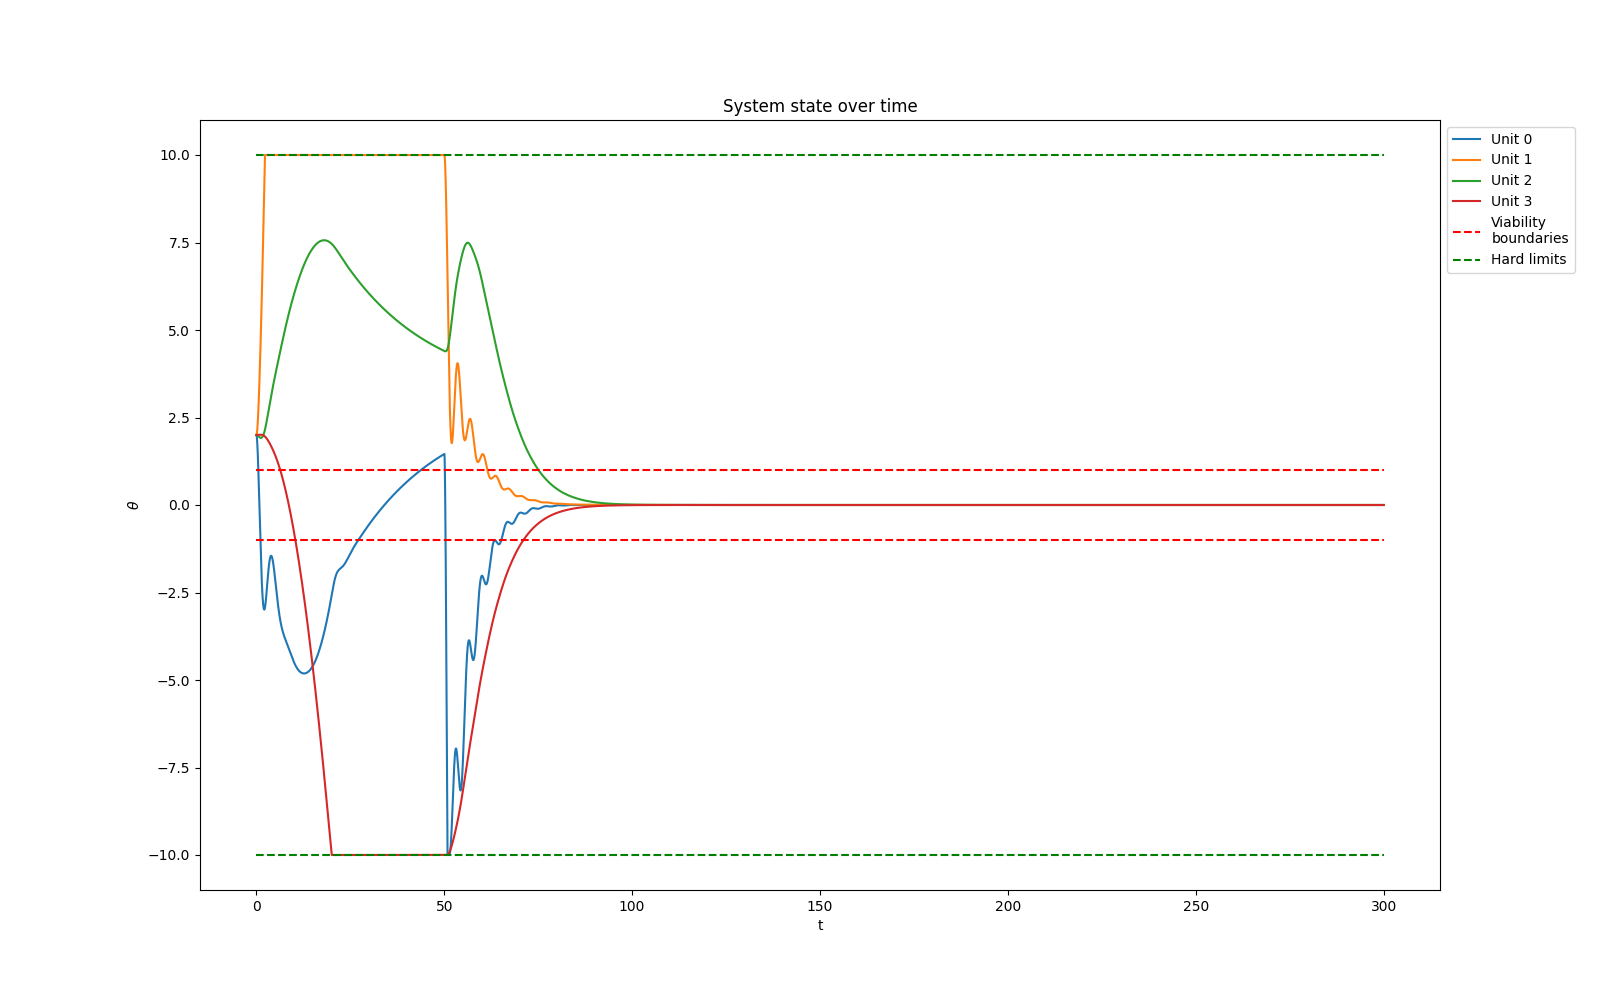 System state over time
Unit 0
Unit 1
Unit 2
Unit 3
Viability
boundaries
Hard limits
10.0
7.5
5.0
2.5
0.0
−2.5
−5.0
−7.5
−10.0
θ
0 50 100 150 200 250 300
t